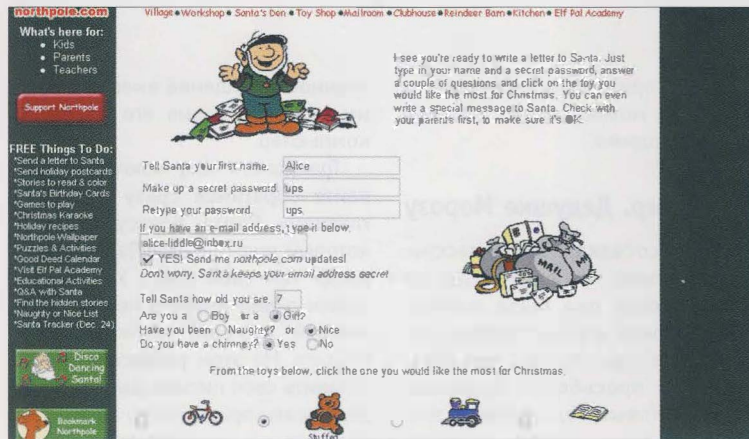 northpole.com
Village • Workshop • Santa's Den • Toy Shop • Mailroom • Clubhouse • Reindeer Barn • Kitchen • Elf Pal Academy
What's here for:
• Kids
• Parents
• Teachers
Support Northpole
FREE Things To Do:
*Send a letter to Santa
*Send holiday postcards
*Stories to read & color
*Santa's Birthday Cards
*Games to play
*Christmas Karaoke
*Holiday recipes
*Northpole Wallpaper
*Puzzles & Activities
*Good Deed Calendar
*Visit Elf Pal Academy
*Educational Activities
*Q&A with Santa
*Find the hidden stories
*Naughty or Nice List
*Santa Tracker (Dec. 24)
Disco
Dancing
Santa!
Bookmark
Northpole
I see you're ready to write a letter to Santa. Just
type in your name and a secret password, answer
a couple of questions and click on the toy you
would like the most for Christmas. You can even
write a special message to Santa. Check with
your parents first, to make sure it's OK.
Tell Santa your first name. Alice
Make up a secret password. ups
Retype your password. ups
If you have an e-mail address, type it below.
alice-liddle@inbox.ru
YES! Send me northpole.com updates!
Don't worry, Santa keeps your email address secret
Tell Santa how old you are. 7
Are you a Boy or a Girl?
Have you been Naughty? or Nice
Do you have a chimney? Yes No
MAIL
From the toys below, click the one you would like the most for Christmas.
Stuffed